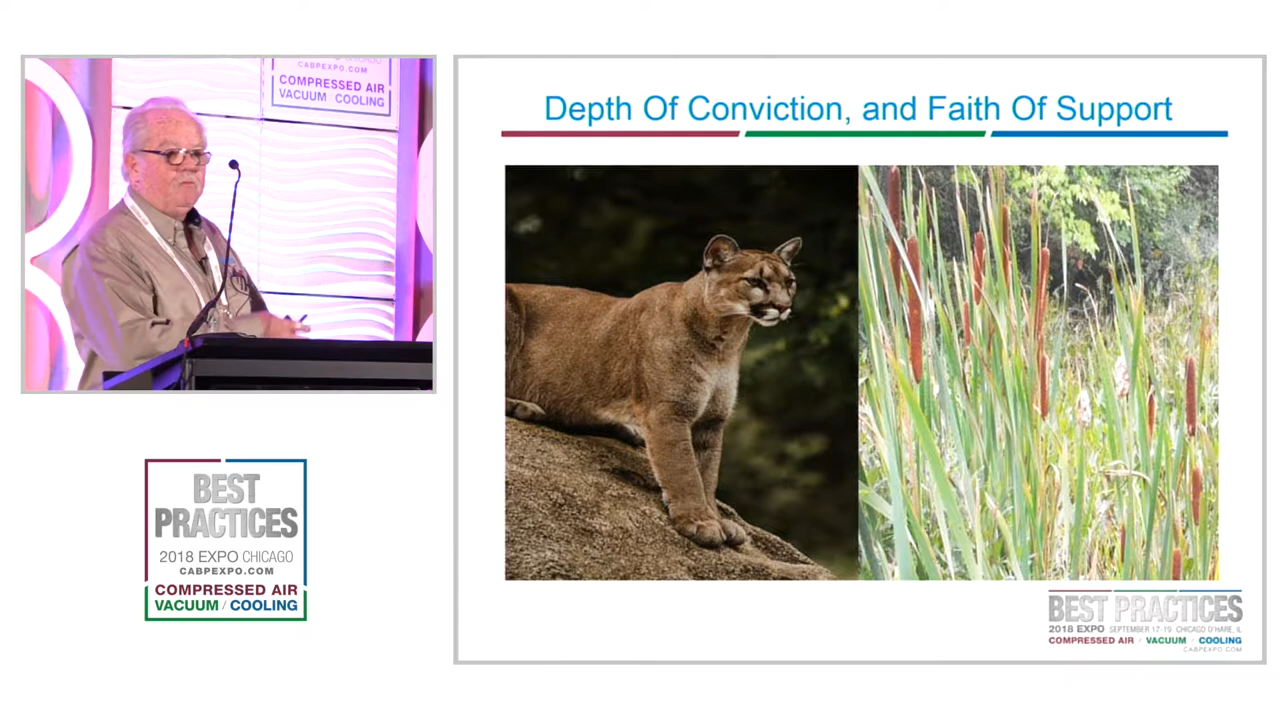 CABPEXPO.COM
COMPRESSED AIR
VACUUM / COOLING
Depth Of Conviction, and Faith Of Support
BEST
PRACTICES
2018 EXPO CHICAGO
CABPEXPO.COM
COMPRESSED AIR
VACUUM / COOLING
BEST PRACTICES
2018 EXPO SEPTEMBER 17-19 CHICAGO O'HARE, IL
COMPRESSED AIR / VACUUM / COOLING
CABPEXPO.COM